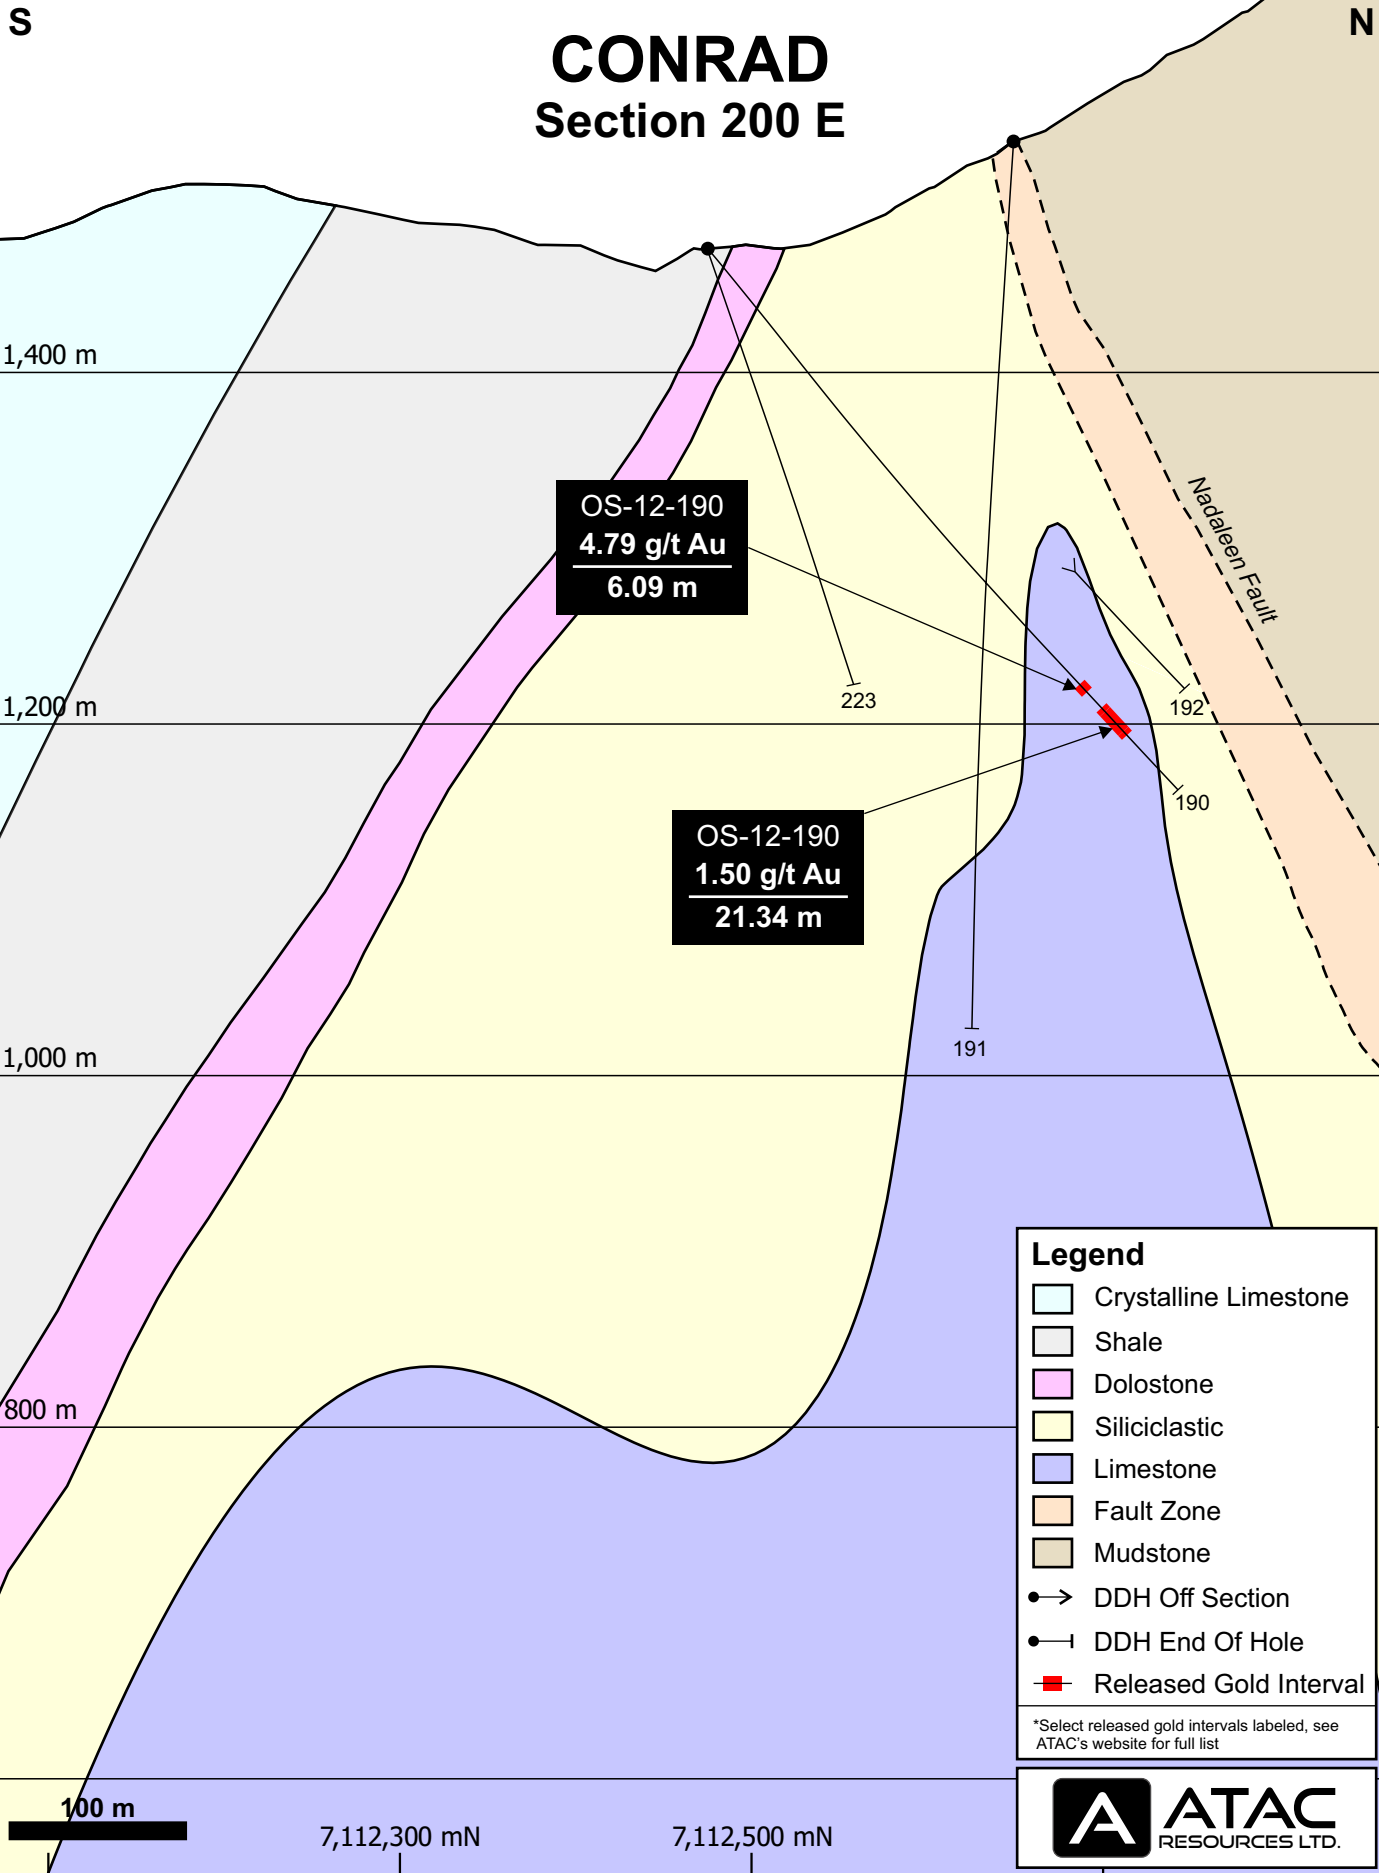 S
N
CONRAD
Section 200 E
1,400 m
OS-12-190
4.79 g/t Au
6.09 m
Nadaleen Fault
223
192
1,200 m
190
OS-12-190
1.50 g/t Au
21.34 m
191
1,000 m
800 m
Legend
Crystalline Limestone
Shale
Dolostone
Siliciclastic
Limestone
Fault Zone
Mudstone
DDH Off Section
DDH End Of Hole
Released Gold Interval
*Select released gold intervals labeled, see
ATAC's website for full list
100 m
7,112,300 mN
7,112,500 mN
A ATAC
RESOURCES LTD.